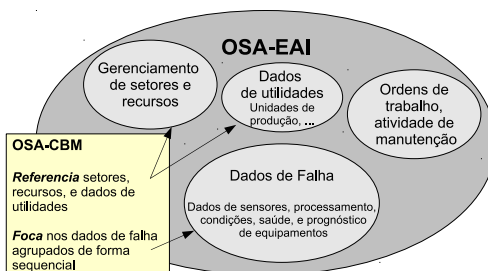 OSA-EAI
Gerenciamento
de setores e
recursos
Dados
de utilidades
Unidades de
produção, ...
Ordens de
trabalho,
atividade de
manutenção
OSA-CBM
Referencia setores,
recursos, e dados de
utilidades
Foca nos dados de falha
agrupados de forma
sequencial
Dados de Falha
Dados de sensores, processamento,
condições, saúde, e prognóstico
de equipamentos